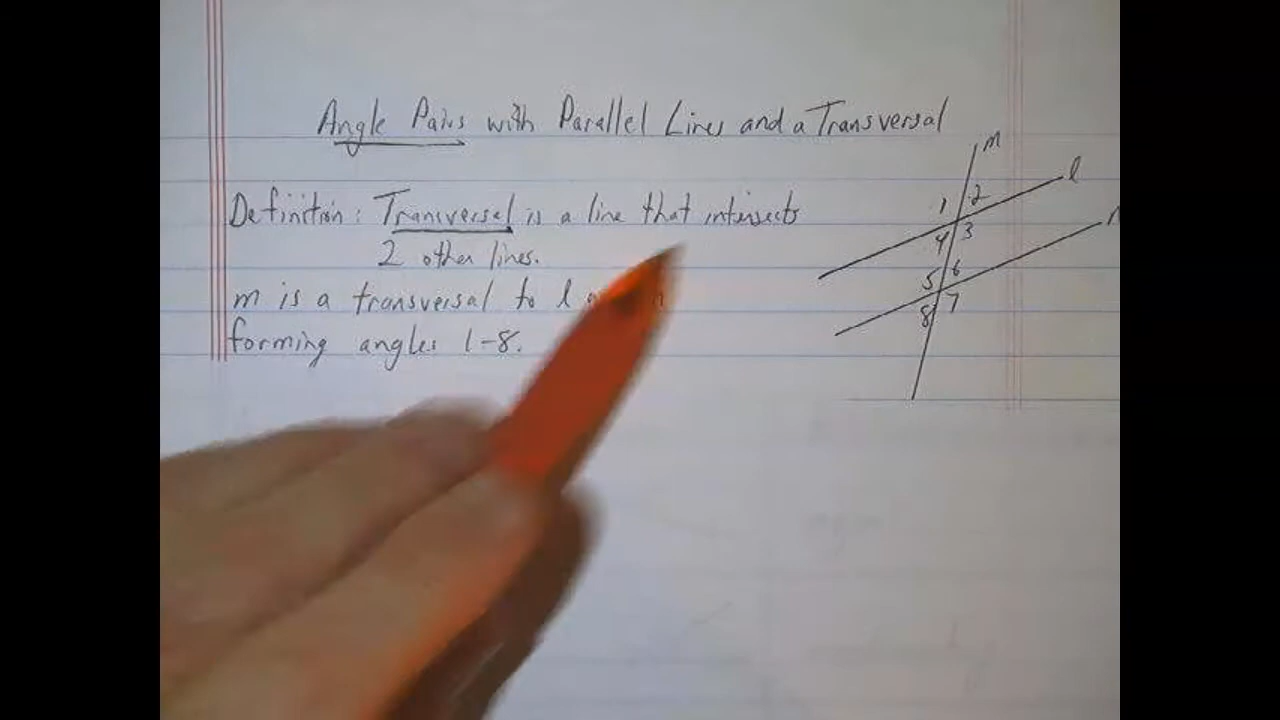 Angle Pairs with Parallel Lines and a Transversal
Definition: Transversal is a line that intersects
2 other lines.
m is a transversal to l
forming angles 1-8.
m
l
1 2
4 3
5 6
8 7